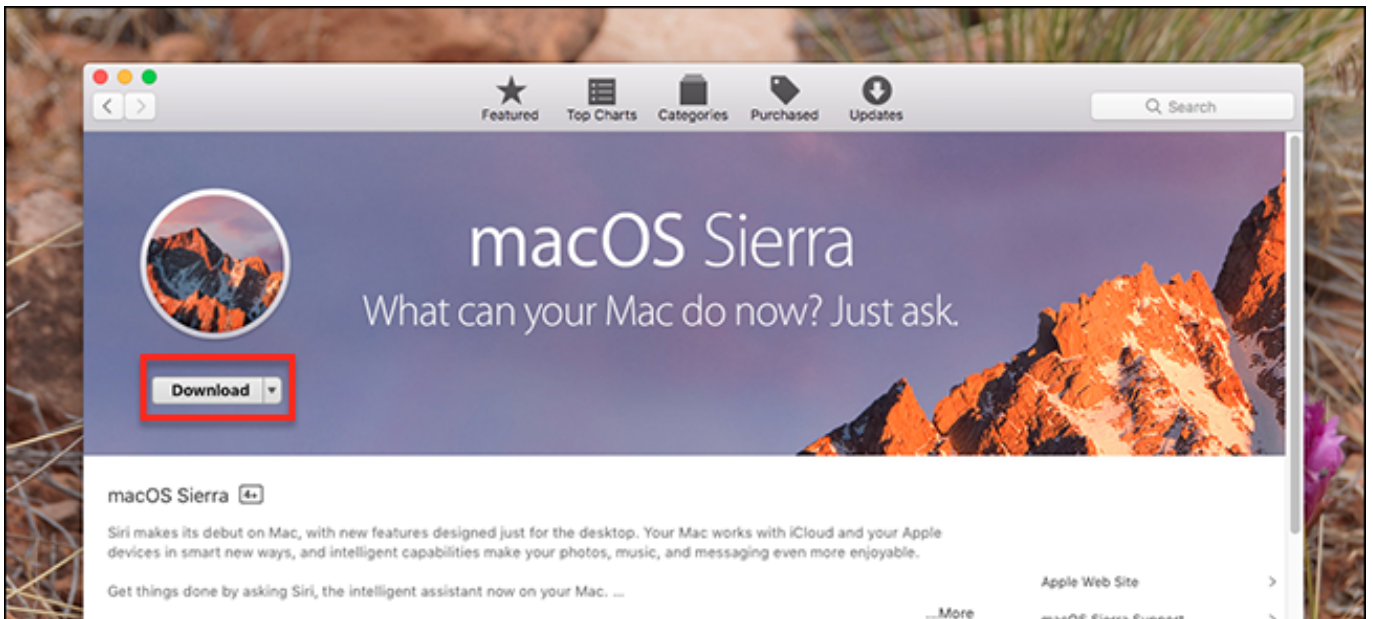 Featured Top Charts Categories Purchased Updates
Search
macOS Sierra
What can your Mac do now? Just ask.
Download
macOS Sierra 4+
Siri makes its debut on Mac, with new features designed just for the desktop. Your Mac works with iCloud and your Apple
devices in smart new ways, and intelligent capabilities make your photos, music, and messaging even more enjoyable.
Get things done by asking Siri, the intelligent assistant now on your Mac. ...
...More
Apple Web Site
macOS Sierra Support